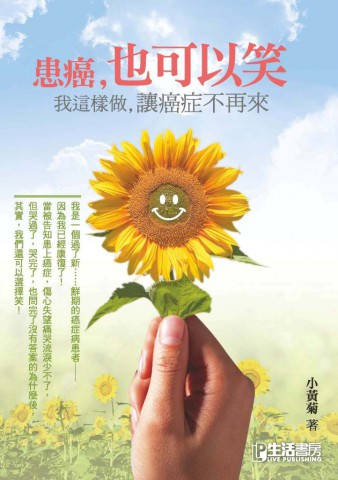 患癌,也可以笑
我這樣做,讓癌症不再來
我是一個過了新……鮮期的癌症病患者——
因為我已經康復了！
當被告知患上癌症，傷心失望痛哭流淚少不了，
但哭過了，哭完了，也問完了沒有答案的為什麼後，
其實，我們還可以選擇笑！
小黃菊 著
生活書房
LIVE PUBLISHING